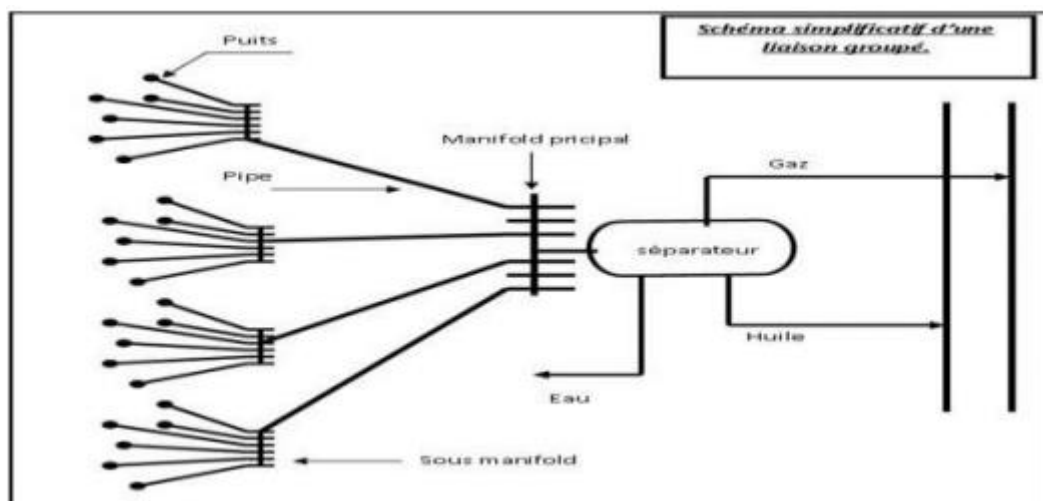 Puits
Schéma simplificatif d'une
liaison groupé.
Manifold pricipal
Gaz
Pipe
séparateur
Huile
Eau
Sous manifold